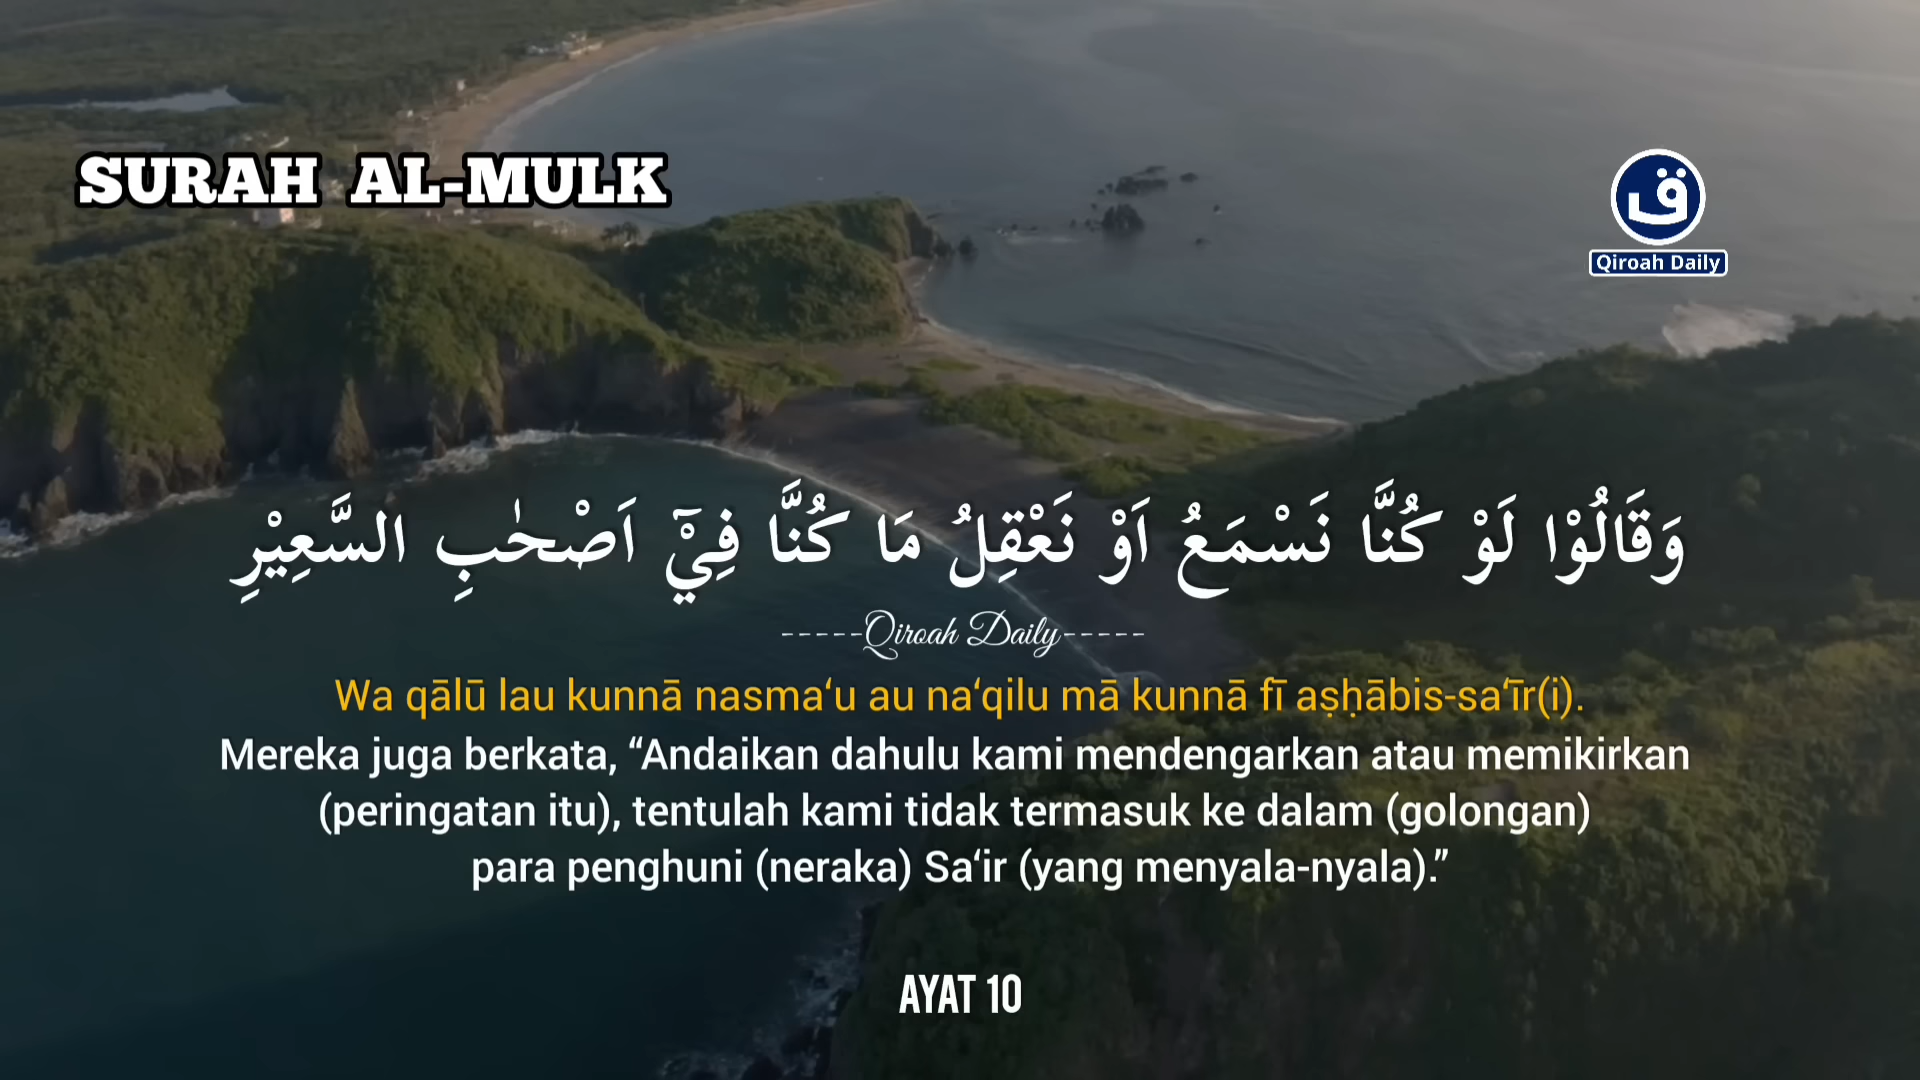 SURAH AL-MULK
ق
Qiroah Daily
وَقَالُوْا لَوْ كُنَّا نَسْمَعُ اَوْ نَعْقِلُ مَا كُنَّا فِيْٓ اَصْحٰبِ السَّعِيْرِ
-----Qiroah Daily-----
Wa qālū lau kunnā nasma‘u au na‘qilu mā kunnā fī aṣḥābis-sa‘īr(i).
Mereka juga berkata, “Andaikan dahulu kami mendengarkan atau memikirkan
(peringatan itu), tentulah kami tidak termasuk ke dalam (golongan)
para penghuni (neraka) Sa‘ir (yang menyala-nyala).”
AYAT 10